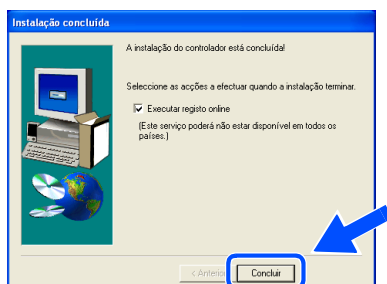 Instalação concluída
A instalação do controlador está concluída!
Seleccione as acções a efectuar quando a instalação terminar.
Executar registo online
(Este serviço poderá não estar disponível em todos os
países.)
< Anterior
Concluir